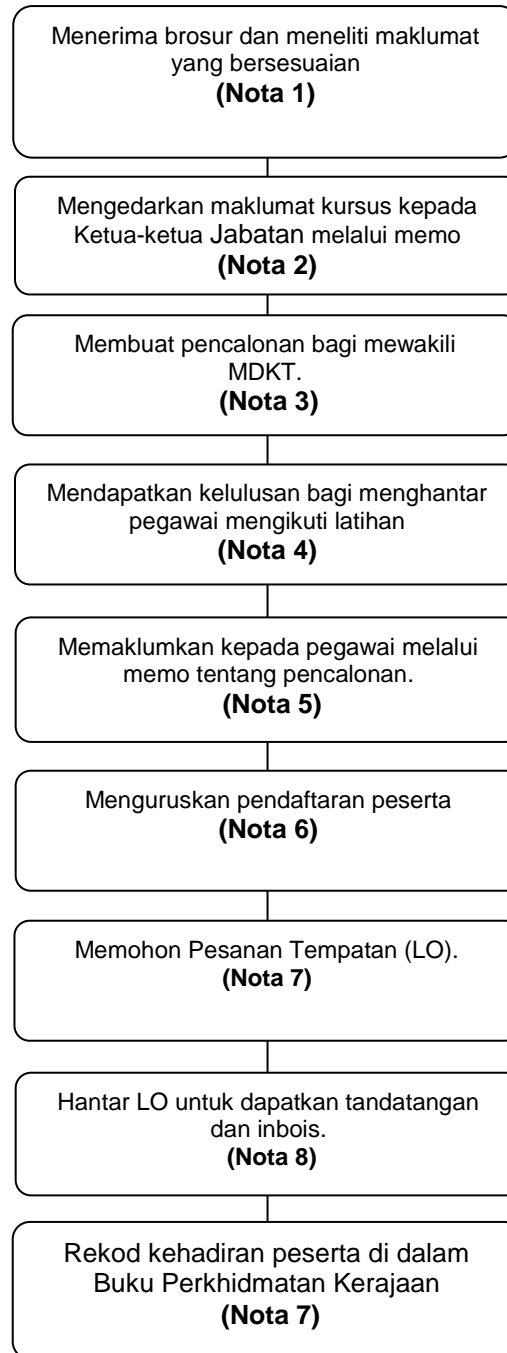 Menerima brosur dan meneliti maklumat
yang bersesuaian
(Nota 1)
Mengedarkan maklumat kursus kepada
Ketua-ketua Jabatan melalui memo
(Nota 2)
Membuat pencalonan bagi mewakili
MDKT.
(Nota 3)
Mendapatkan kelulusan bagi menghantar
pegawai mengikuti latihan
(Nota 4)
Memaklumkan kepada pegawai melalui
memo tentang pencalonan.
(Nota 5)
Menguruskan pendaftaran peserta
(Nota 6)
Memohon Pesanan Tempatan (LO).
(Nota 7)
Hantar LO untuk dapatkan tandatangan
dan inbois.
(Nota 8)
Rekod kehadiran peserta di dalam
Buku Perkhidmatan Kerajaan
(Nota 7)